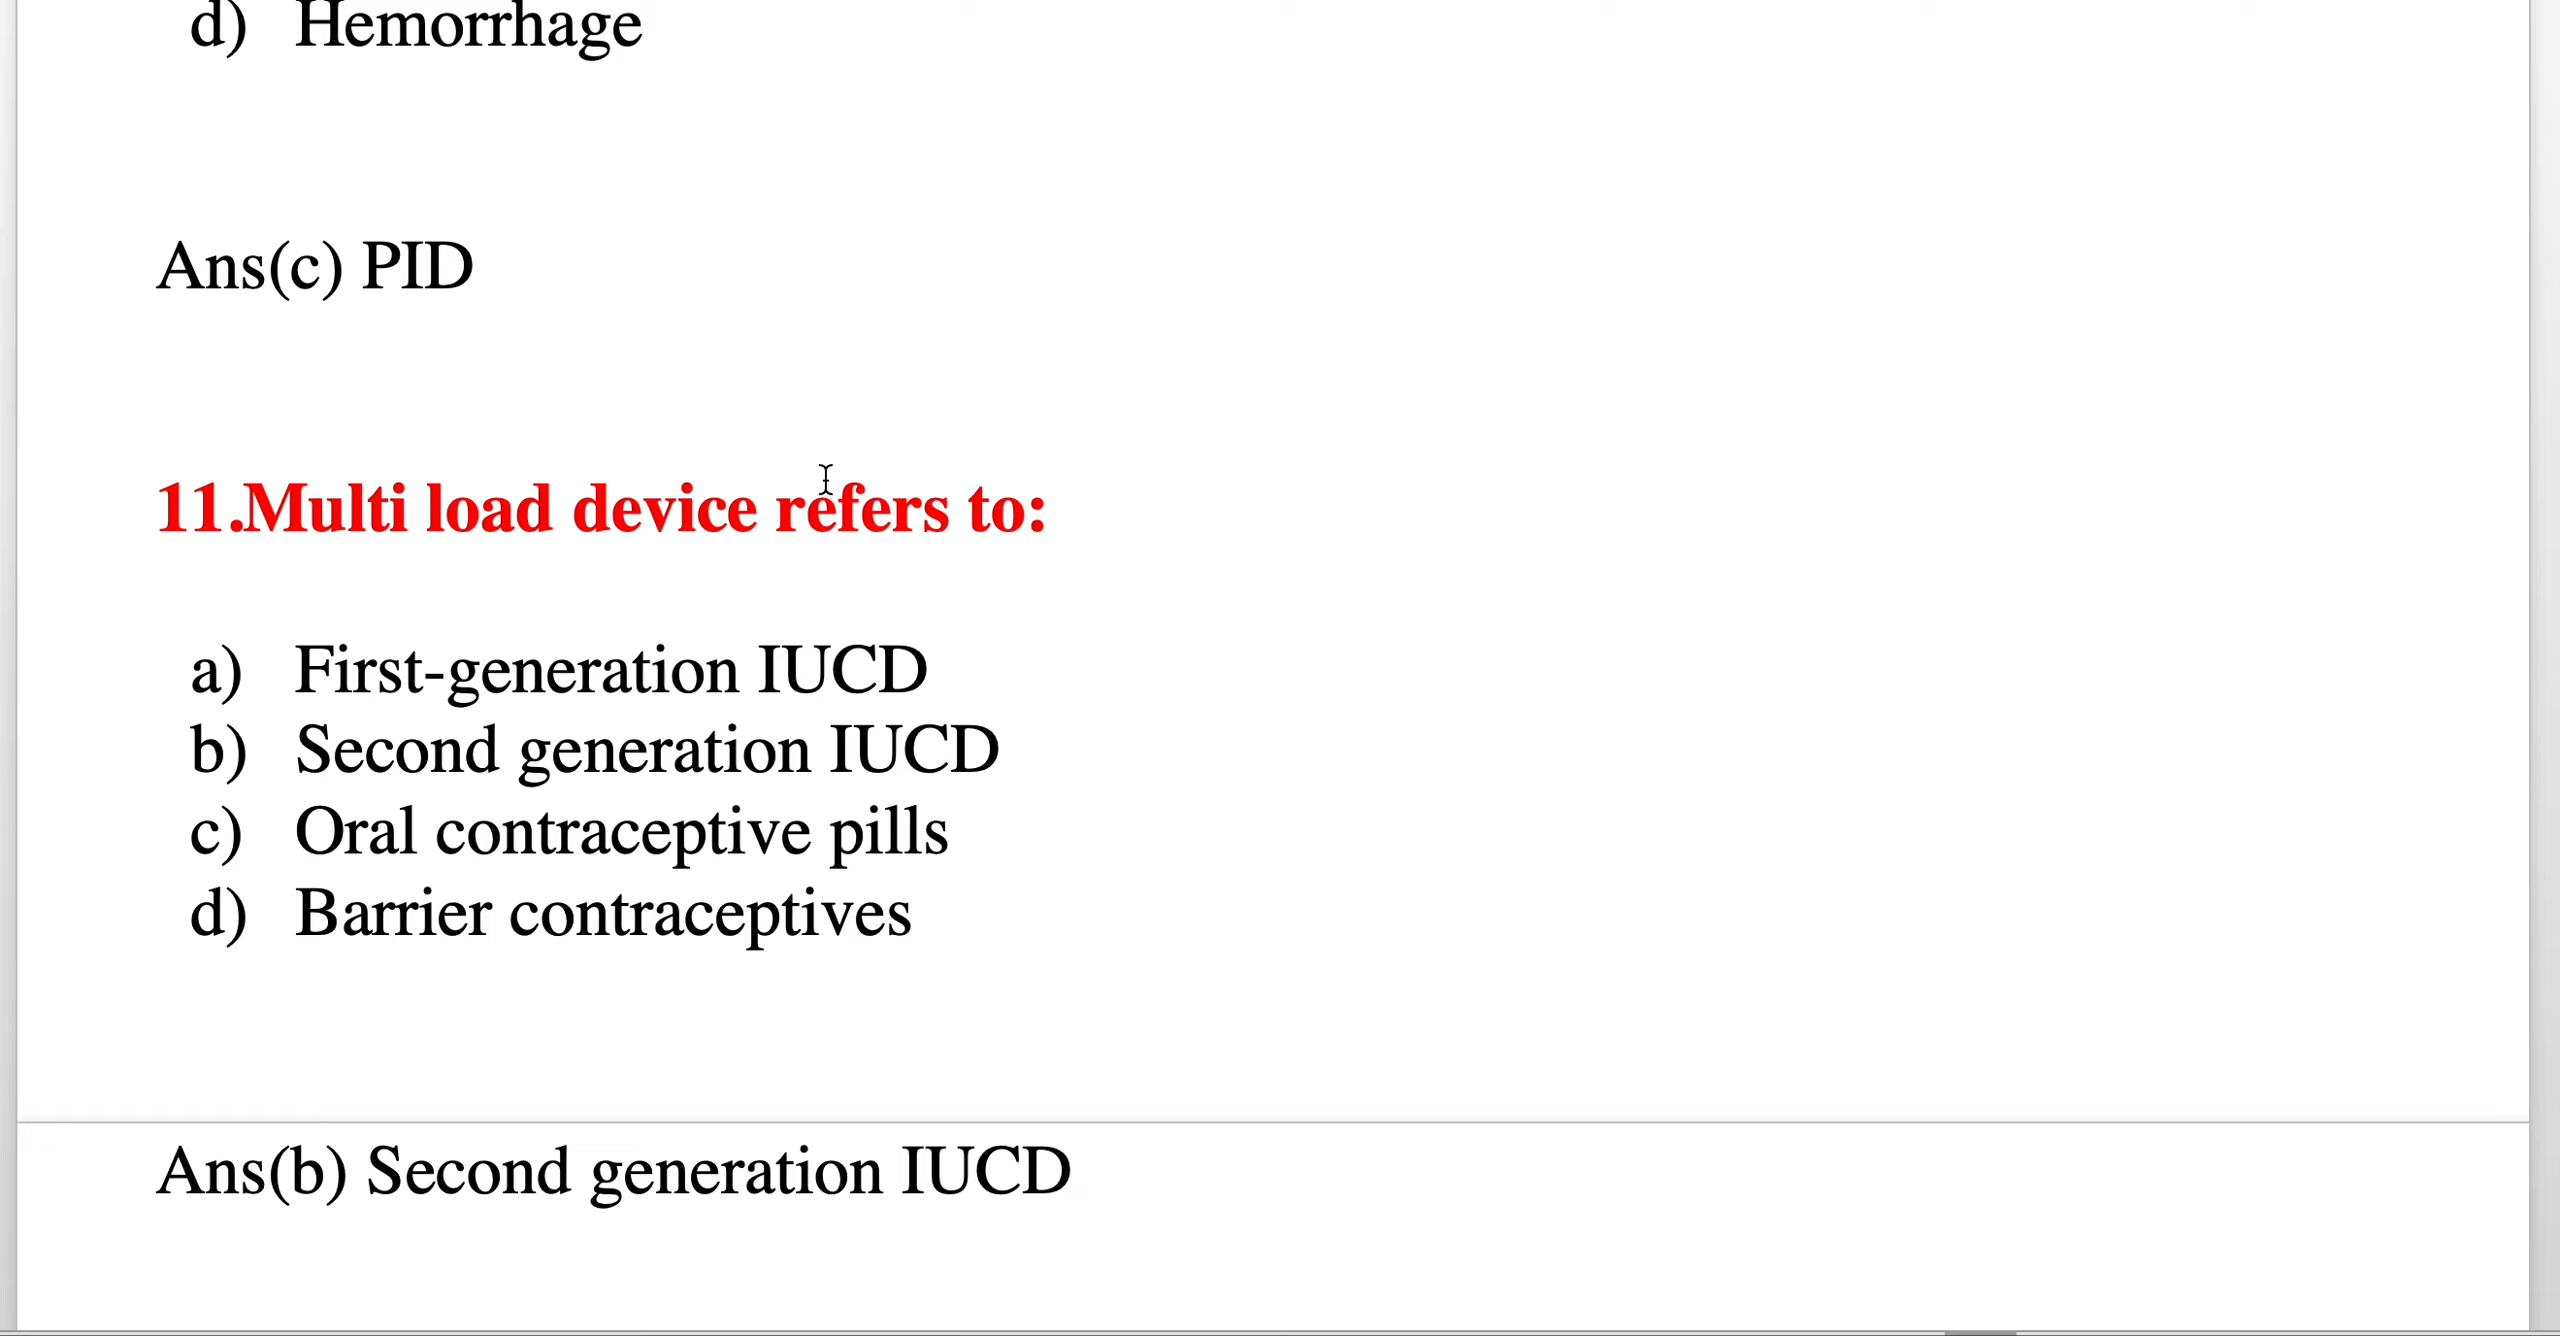 d) Hemorrhage
Ans(c) PID
11.Multi load device refers to:
a) First-generation IUCD
b) Second generation IUCD
c) Oral contraceptive pills
d) Barrier contraceptives
Ans(b) Second generation IUCD